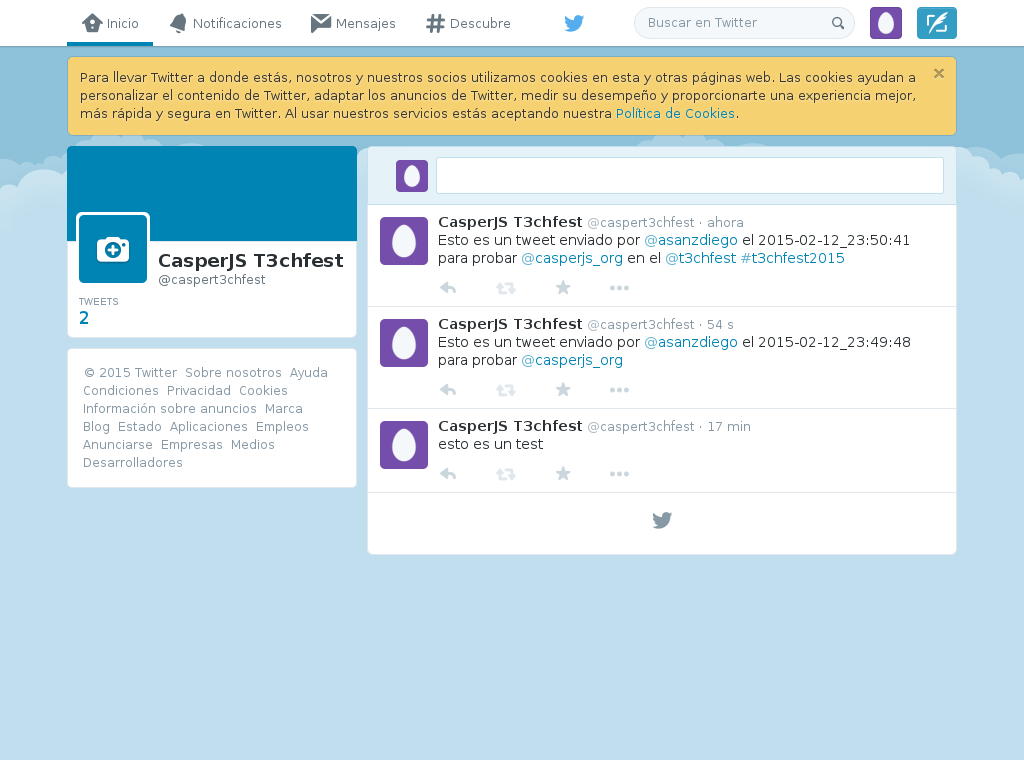 Inicio Notificaciones Mensajes Descubre Buscar en Twitter
Para llevar Twitter a donde estás, nosotros y nuestros socios utilizamos cookies en esta y otras páginas web. Las cookies ayudan a
personalizar el contenido de Twitter, adaptar los anuncios de Twitter, medir su desempeño y proporcionarte una experiencia mejor,
más rápida y segura en Twitter. Al usar nuestros servicios estás aceptando nuestra Política de Cookies.
CasperJS T3chfest
@caspert3chfest
TWEETS
2
© 2015 Twitter Sobre nosotros Ayuda
Condiciones Privacidad Cookies
Información sobre anuncios Marca
Blog Estado Aplicaciones Empleos
Anunciarse Empresas Medios
Desarrolladores
CasperJS T3chfest @caspert3chfest · ahora
Esto es un tweet enviado por @asanzdiego el 2015-02-12_23:50:41
para probar @casperjs_org en el @t3chfest #t3chfest2015
CasperJS T3chfest @caspert3chfest · 54 s
Esto es un tweet enviado por @asanzdiego el 2015-02-12_23:49:48
para probar @casperjs_org
CasperJS T3chfest @caspert3chfest · 17 min
esto es un test